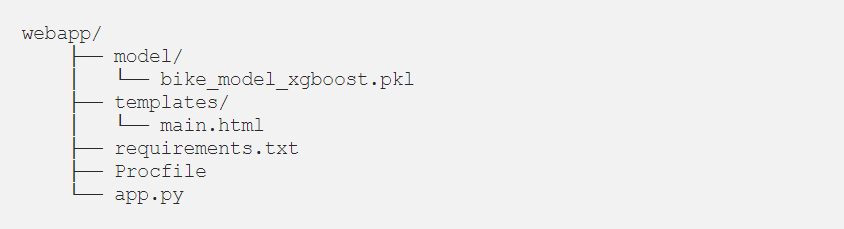 webapp/
├── model/
│   └── bike_model_xgboost.pkl
├── templates/
│   └── main.html
├── requirements.txt
├── Procfile
└── app.py